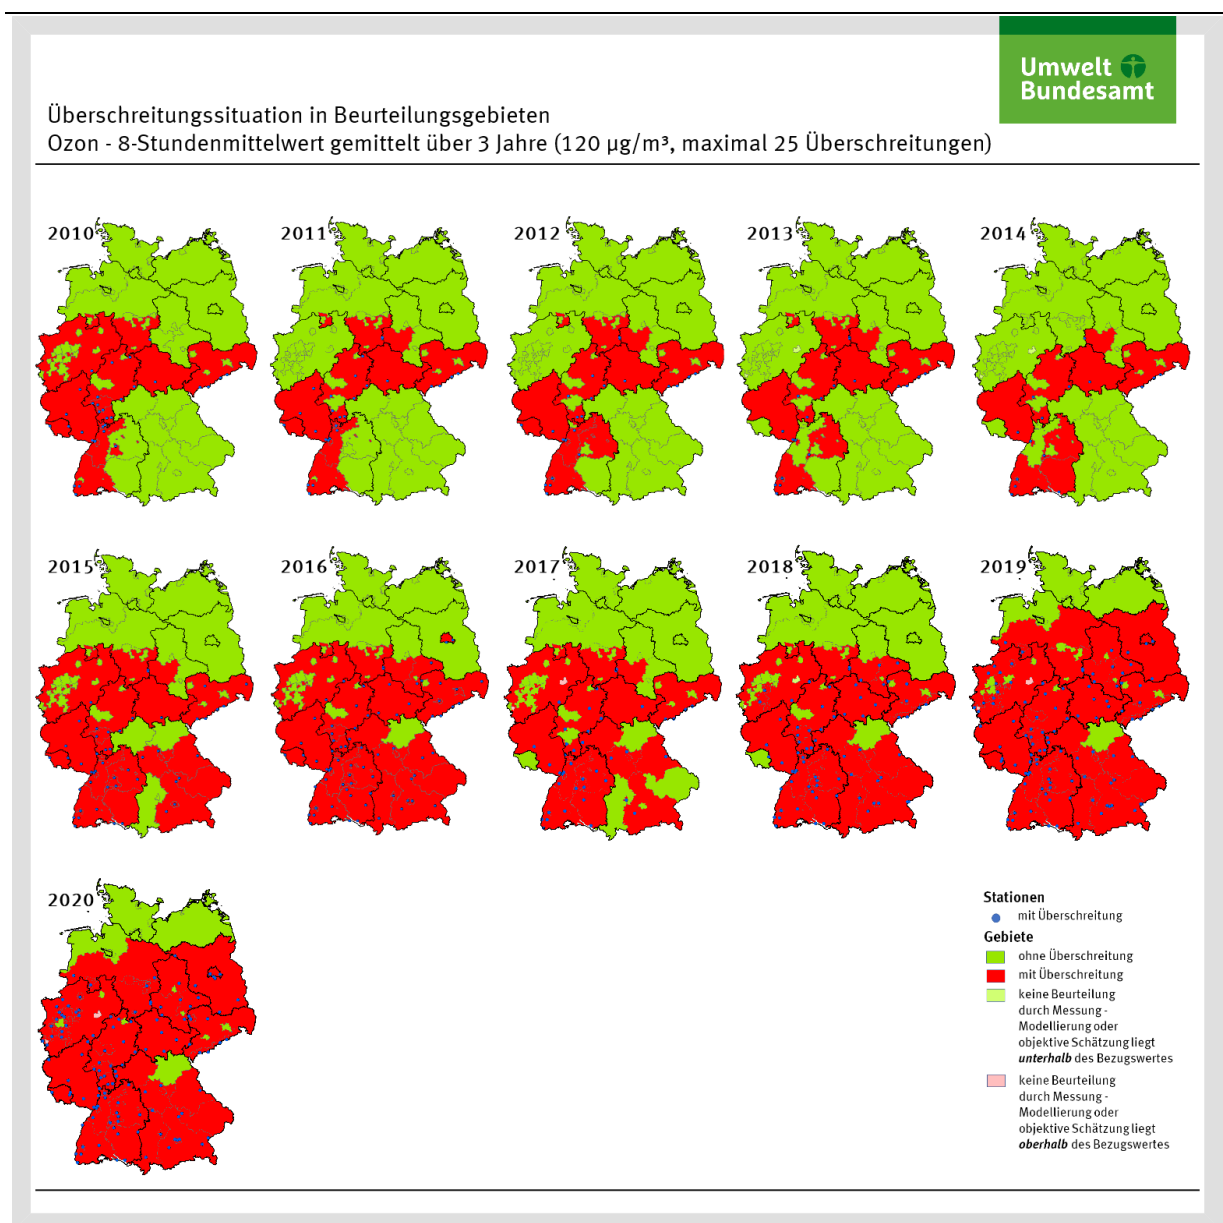 Umwelt
Bundesamt
Überschreitungssituation in Beurteilungsgebieten
Ozon - 8-Stundenmittelwert gemittelt über 3 Jahre (120 µg/m³, maximal 25 Überschreitungen)
2010
2011
2012
2013
2014
2015
2016
2017
2018
2019
2020
Stationen
mit Überschreitung
Gebiete
ohne Überschreitung
mit Überschreitung
keine Beurteilung
durch Messung -
Modellierung oder
objektive Schätzung liegt
unterhalb des Bezugswertes
keine Beurteilung
durch Messung -
Modellierung oder
objektive Schätzung liegt
oberhalb des Bezugswertes